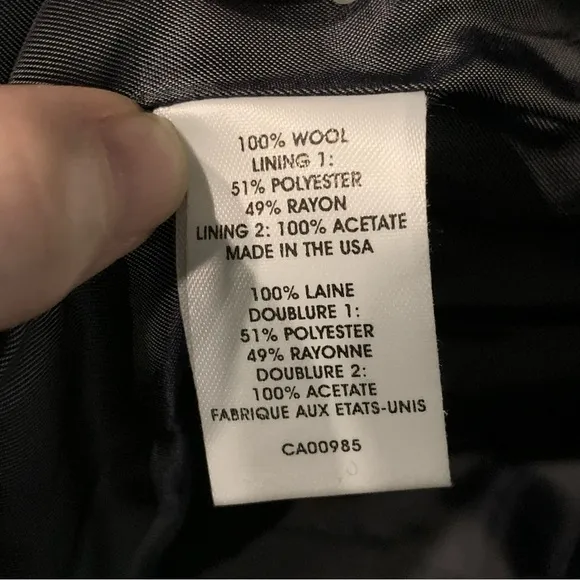 100% WOOL
LINING 1:
51% POLYESTER
49% RAYON
LINING 2: 100% ACETATE
MADE IN THE USA
100% LAINE
DOUBLURE 1:
51% POLYESTER
49% RAYONNE
DOUBLURE 2:
100% ACETATE
FABRIQUE AUX ETATS-UNIS
CA00985